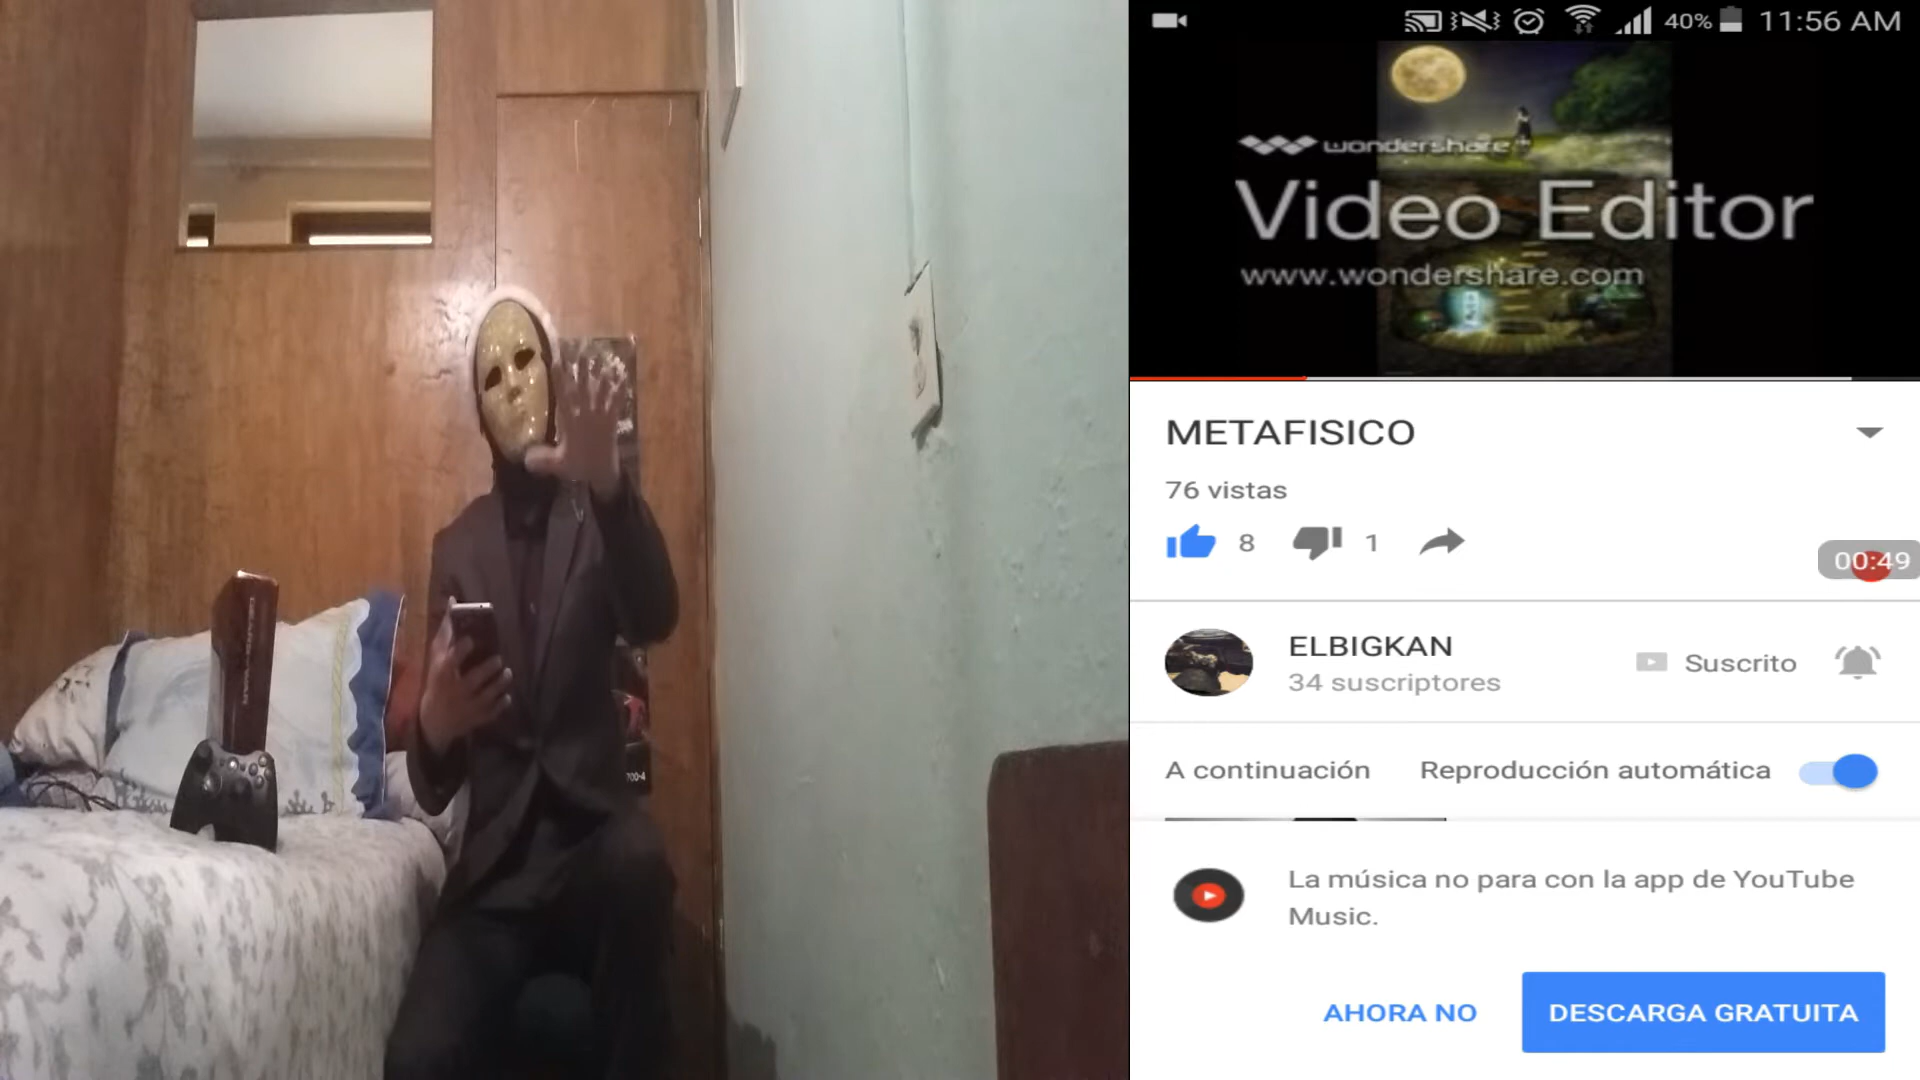 40% 11:56 AM
wondershare
Video Editor
www.wondershare.com
METAFISICO
76 vistas
8 1
00:49
ELBIGKAN
34 suscriptores
Suscrito
A continuación Reproducción automática
La música no para con la app de YouTube
Music.
AHORA NO DESCARGA GRATUITA
700-4